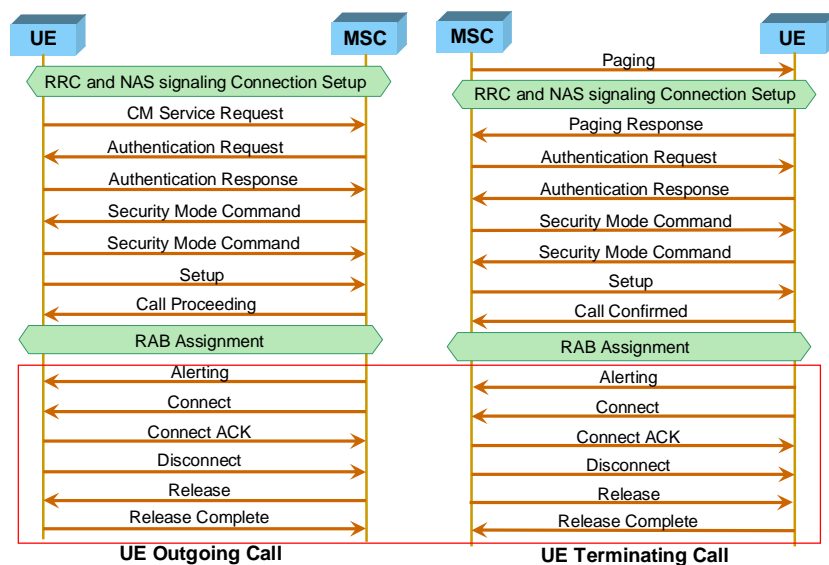 UE
MSC
RRC and NAS signaling Connection Setup
CM Service Request
Authentication Request
Authentication Response
Security Mode Command
Security Mode Command
Setup
Call Proceeding
RAB Assignment
Alerting
Connect
Connect ACK
Disconnect
Release
Release Complete
UE Outgoing Call
MSC
UE
Paging
RRC and NAS signaling Connection Setup
Paging Response
Authentication Request
Authentication Response
Security Mode Command
Security Mode Command
Setup
Call Confirmed
RAB Assignment
Alerting
Connect
Connect ACK
Disconnect
Release
Release Complete
UE Terminating Call